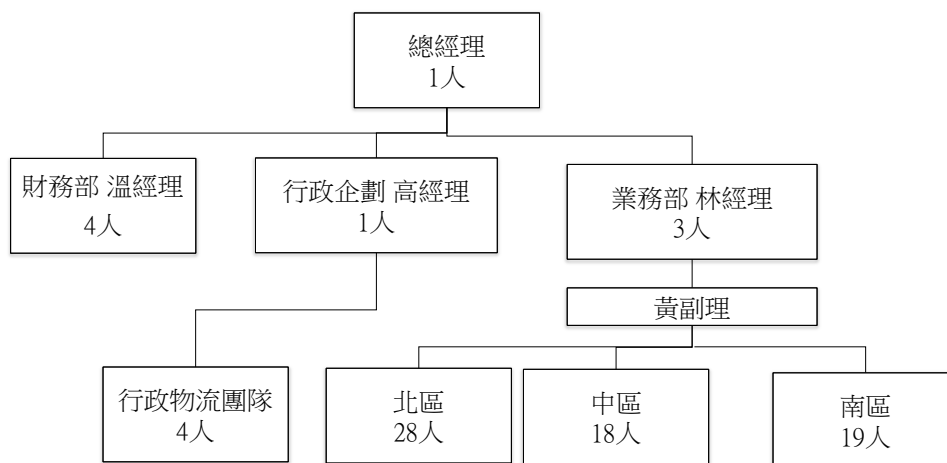 總經理
1人
財務部 溫經理
4人
行政企劃 高經理
1人
業務部 林經理
3人
黃副理
行政物流團隊
4人
北區
28人
中區
18人
南區
19人